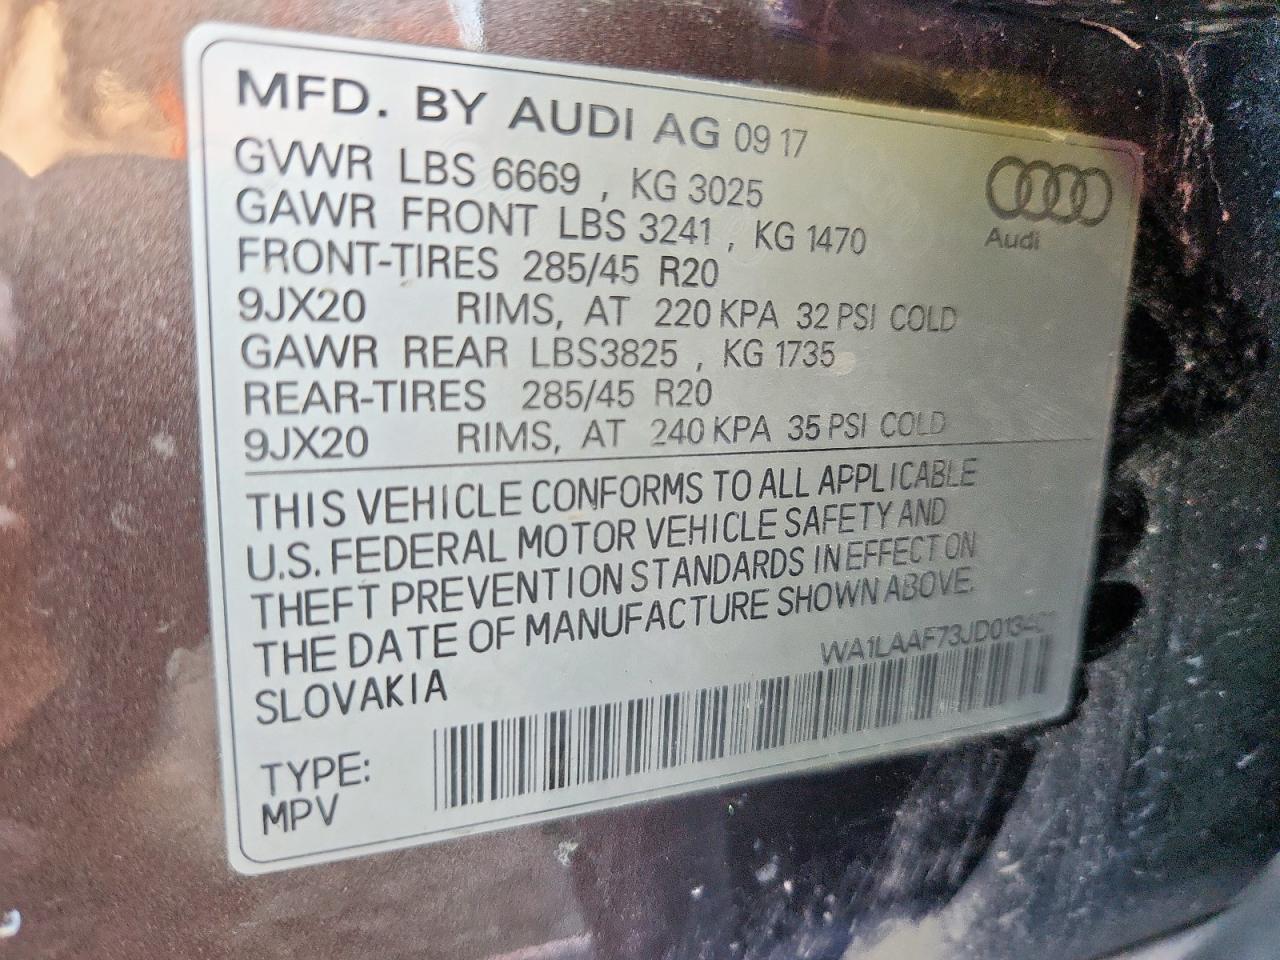 MFD. BY AUDI AG 09 17
GVWR LBS 6669 , KG 3025
GAWR FRONT LBS 3241 , KG 1470
FRONT-TIRES 285/45 R20
9JX20 RIMS, AT 220 KPA 32 PSI COLD
GAWR REAR LBS3825 , KG 1735
REAR-TIRES 285/45 R20
9JX20 RIMS, AT 240 KPA 35 PSI COLD
Audi
THIS VEHICLE CONFORMS TO ALL APPLICABLE
U.S. FEDERAL MOTOR VEHICLE SAFETY AND
THEFT PREVENTION STANDARDS IN EFFECT ON
THE DATE OF MANUFACTURE SHOWN ABOVE.
SLOVAKIA
TYPE:
MPV